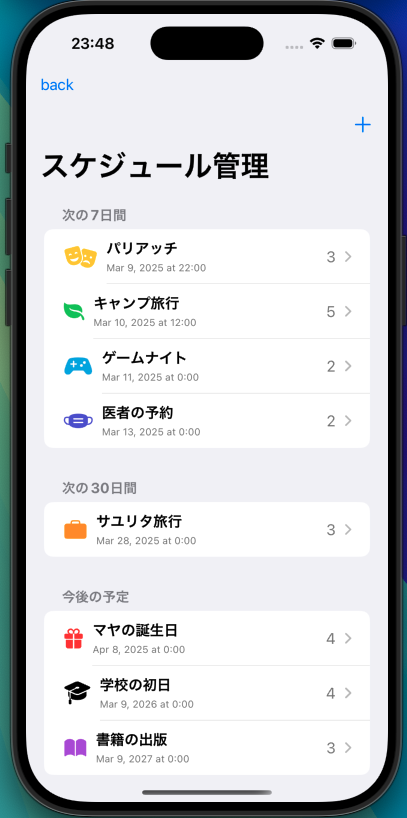 23:48
back
+
スケジュール管理
次の7日間
パリアッチ
3
Mar 9, 2025 at 22:00
キャンプ旅行
5
Mar 10, 2025 at 12:00
ゲームナイト
2
Mar 11, 2025 at 0:00
医者の予約
2
Mar 13, 2025 at 0:00
次の30日間
サユリタ旅行
3
Mar 28, 2025 at 0:00
今後の予定
マヤの誕生日
4
Apr 8, 2025 at 0:00
学校の初日
4
Mar 9, 2026 at 0:00
書籍の出版
3
Mar 9, 2027 at 0:00